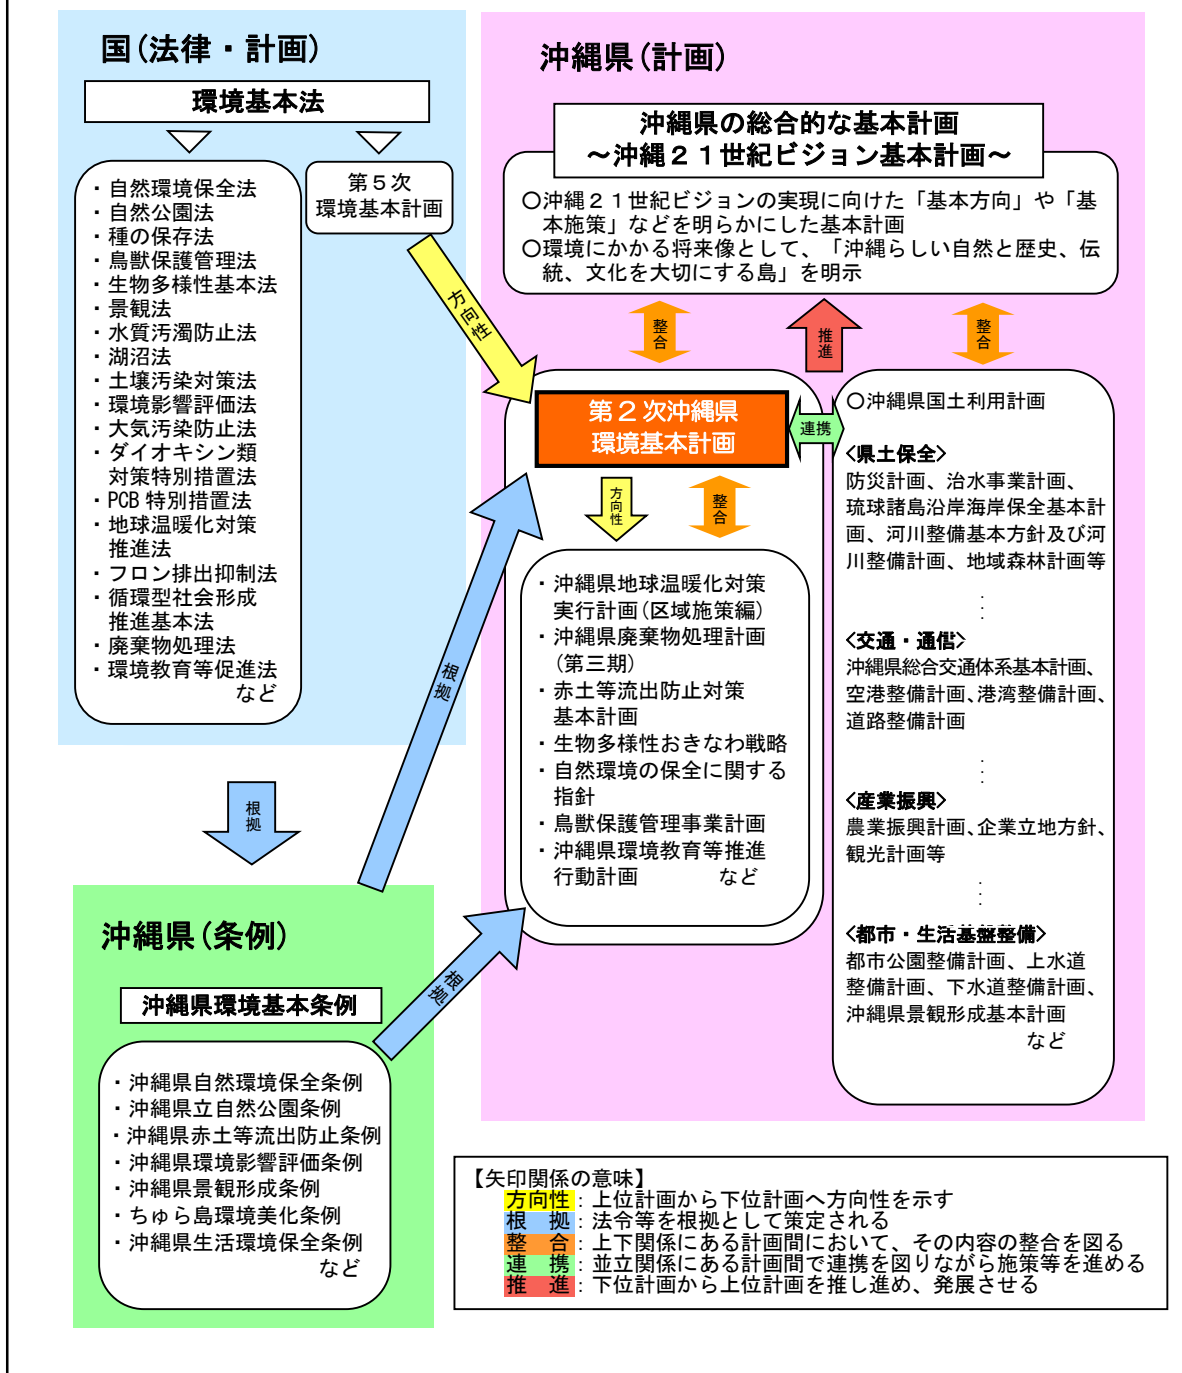 国(法律・計画)
環境基本法
・自然環境保全法
・自然公園法
・種の保存法
・鳥獣保護管理法
・生物多様性基本法
・景観法
・水質汚濁防止法
・湖沼法
・土壌汚染対策法
・環境影響評価法
・大気汚染防止法
・ダイオキシン類
対策特別措置法
・PCB 特別措置法
・地球温暖化対策
推進法
・フロン排出抑制法
・循環型社会形成
推進基本法
・廃棄物処理法
・環境教育等促進法
など
第5次
環境基本計画
方向性
根拠
沖縄県(条例)
沖縄県環境基本条例
・沖縄県自然環境保全条例
・沖縄県立自然公園条例
・沖縄県赤土等流出防止条例
・沖縄県環境影響評価条例
・沖縄県景観形成条例
・ちゅら島環境美化条例
・沖縄県生活環境保全条例
など
根拠
根拠
沖縄県(計画)
沖縄県の総合的な基本計画
～沖縄21世紀ビジョン基本計画～
〇沖縄21世紀ビジョンの実現に向けた「基本方向」や「基
本施策」などを明らかにした基本計画
〇環境にかかる将来像として、「沖縄らしい自然と歴史、伝
統、文化を大切にする島」を明示
整合
推進
整合
第2次沖縄県
環境基本計画
連携
方向性
整合
・沖縄県地球温暖化対策
実行計画(区域施策編)
・沖縄県廃棄物処理計画
(第三期)
・赤土等流出防止対策
基本計画
・生物多様性おきなわ戦略
・自然環境の保全に関する
指針
・鳥獣保護管理事業計画
・沖縄県環境教育等推進
行動計画 など
〇沖縄県国土利用計画
<県土保全>
防災計画、治水事業計画、
琉球諸島沿岸海岸保全基本計
画、河川整備基本方針及び河
川整備計画、地域森林計画等
<交通・通信>
沖縄県総合交通体系基本計画、
空港整備計画、港湾整備計画、
道路整備計画
<産業振興>
農業振興計画、企業立地方針、
観光計画等
<都市・生活基盤整備>
都市公園整備計画、上水道
整備計画、下水道整備計画、
沖縄県景観形成基本計画
など
【矢印関係の意味】
方向性：上位計画から下位計画へ方向性を示す
根 拠：法令等を根拠として策定される
整 合：上下関係にある計画間において、その内容の整合を図る
連 携：並立関係にある計画間で連携を図りながら施策等を進める
推 進：下位計画から上位計画を推し進め、発展させる